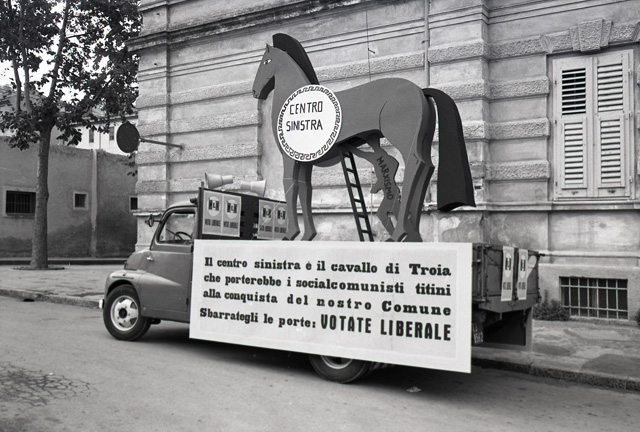 CENTRO
SINISTRA
MARXISMO
Il centro sinistra è il cavallo di Troia
che porterebbe i socialcomunisti titini
alla conquista del nostro Comune
Sbarrategli le porte: VOTATE LIBERALE